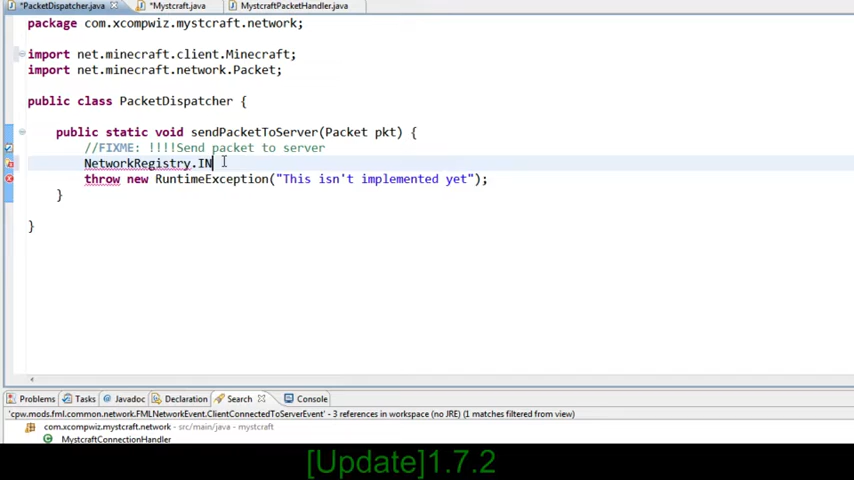 *PacketDispatcher.java *Mystcraft.java MystcraftPacketHandler.java
package com.xcompwiz.mystcraft.network;
import net.minecraft.client.Minecraft;
import net.minecraft.network.Packet;
public class PacketDispatcher {
public static void sendPacketToServer(Packet pkt) {
//FIXME: !!!!Send packet to server
NetworkRegistry.IN
throw new RuntimeException("This isn't implemented yet");
}
}
Problems Tasks Javadoc Declaration Search Console
'cpw.mods.fml.common.network.FMLNetworkEvent.ClientConnectedToServerEvent' - 3 references in workspace (no JRE) (1 matches filtered from view)
com.xcompwiz.mystcraft.network - src/main/java - mystcraft
MystcraftConnectionHandler
[Update]1.7.2